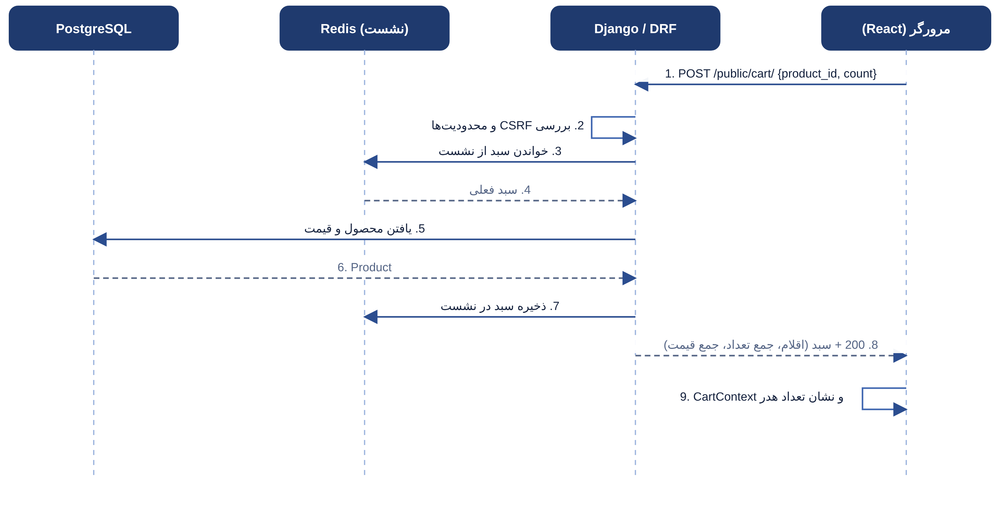 مرورگر (React)
Django / DRF
Redis (نشست)
PostgreSQL
1. POST /public/cart/ {product_id, count}
2. بررسی CSRF و محدودیت‌ها
3. خواندن سبد از نشست
4. سبد فعلی
5. یافتن محصول و قیمت
6. Product
7. ذخیره سبد در نشست
8. 200 + سبد (اقلام، جمع تعداد، جمع قیمت)
9. CartContext و نشان تعداد هدر